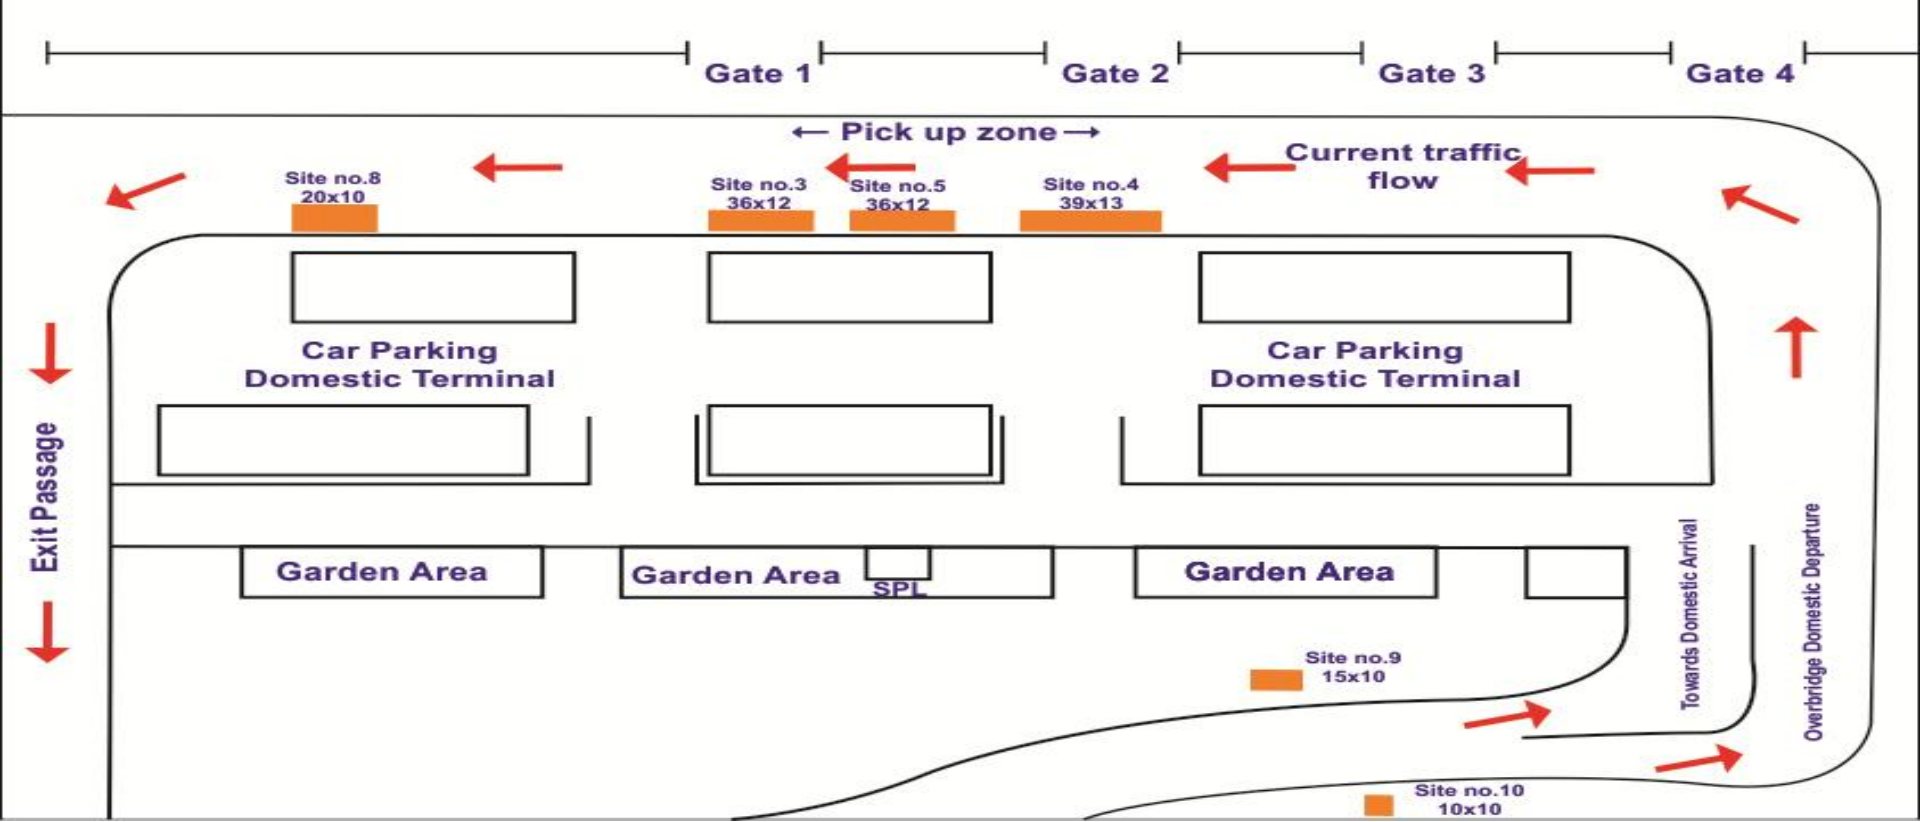 Gate 1
Gate 2
Gate 3
Gate 4
Pick up zone
Current traffic
flow
Site no.8
20x10
Site no.3
36x12
Site no.5
36x12
Site no.4
39x13
Car Parking
Domestic Terminal
Car Parking
Domestic Terminal
Exit Passage
Garden Area
Garden Area
SPL
Garden Area
Towards Domestic Arrival
Overbridge Domestic Departure
Site no.9
15x10
Site no.10
10x10